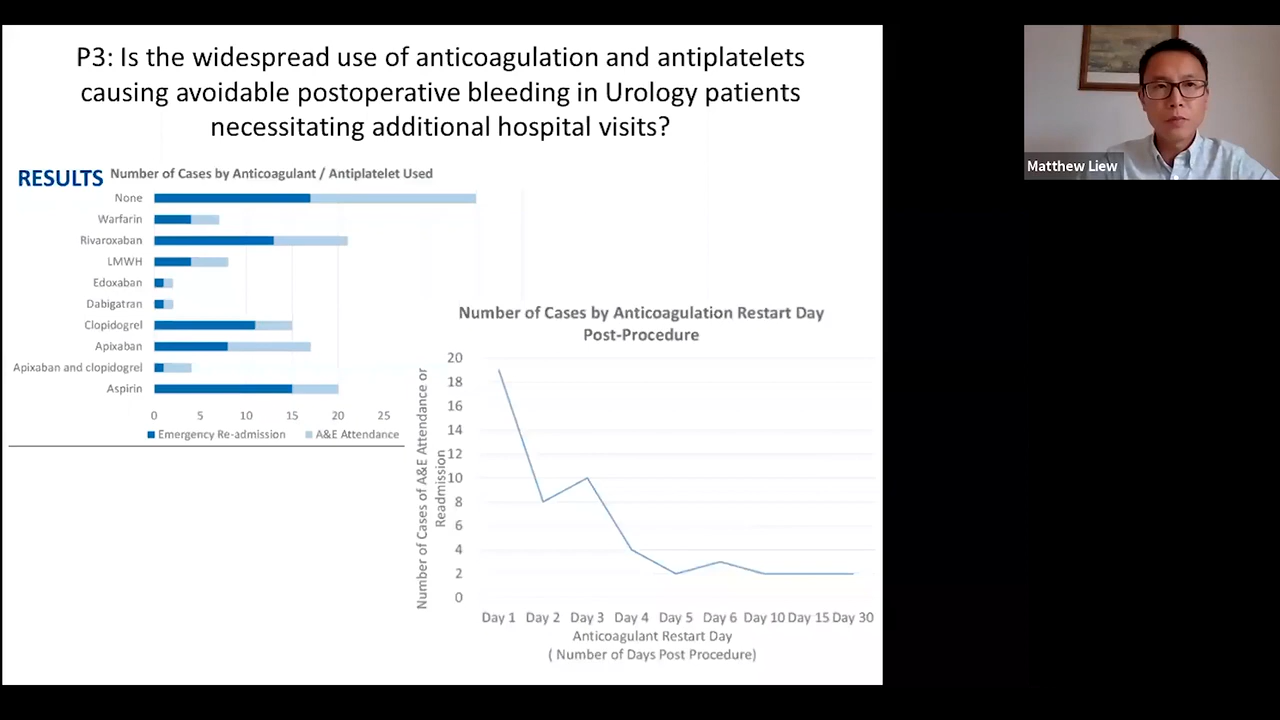 P3: Is the widespread use of anticoagulation and antiplatelets
causing avoidable postoperative bleeding in Urology patients
necessitating additional hospital visits?
RESULTS
Number of Cases by Anticoagulant / Antiplatelet Used
None
Warfarin
Rivaroxaban
LMWH
Edoxaban
Dabigatran
Clopidogrel
Apixaban
Apixaban and clopidogrel
Aspirin
0 5 10 15 20 25
Emergency Re-admission A&E Attendance
Number of Cases by Anticoagulation Restart Day
Post-Procedure
Number of Cases of A&E Attendance or
Readmission
20
18
16
14
12
10
8
6
4
2
0
Day 1 Day 2 Day 3 Day 4 Day 5 Day 6 Day 10 Day 15 Day 30
Anticoagulant Restart Day
( Number of Days Post Procedure)
Matthew Liew